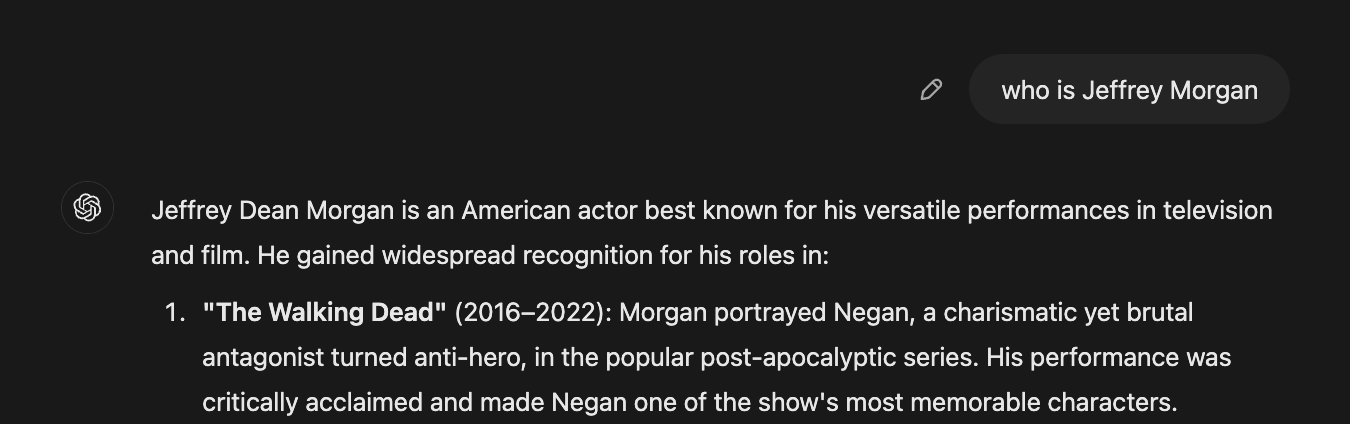 who is Jeffrey Morgan
Jeffrey Dean Morgan is an American actor best known for his versatile performances in television
and film. He gained widespread recognition for his roles in:
1. "The Walking Dead" (2016–2022): Morgan portrayed Negan, a charismatic yet brutal
antagonist turned anti-hero, in the popular post-apocalyptic series. His performance was
critically acclaimed and made Negan one of the show's most memorable characters.